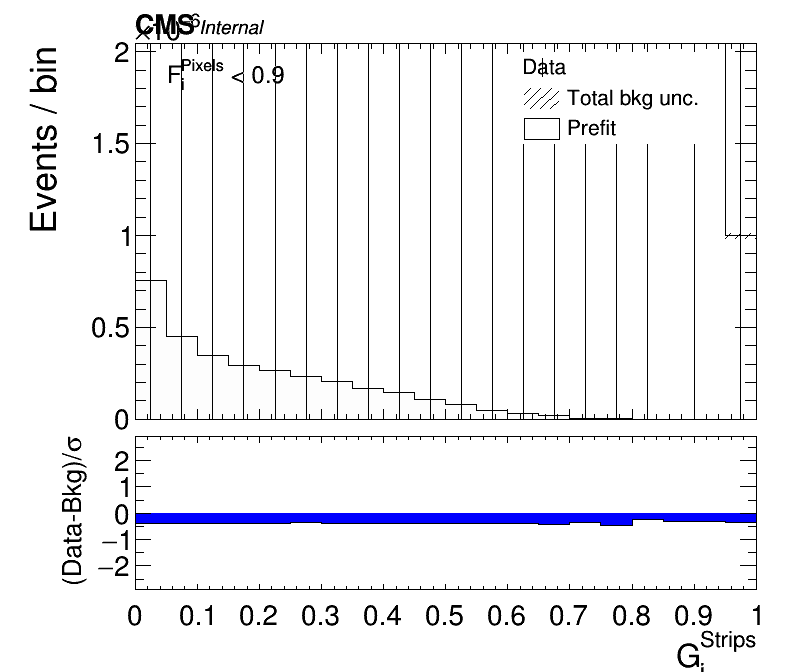 CMS Internal
×10⁻⁶
F_i^Pixels < 0.9
Data
Total bkg unc.
Prefit
Events / bin
2
1.5
1
0.5
0
(Data-Bkg)/σ
2
1
0
−1
−2
0 0.1 0.2 0.3 0.4 0.5 0.6 0.7 0.8 0.9 1
G_i^Strips